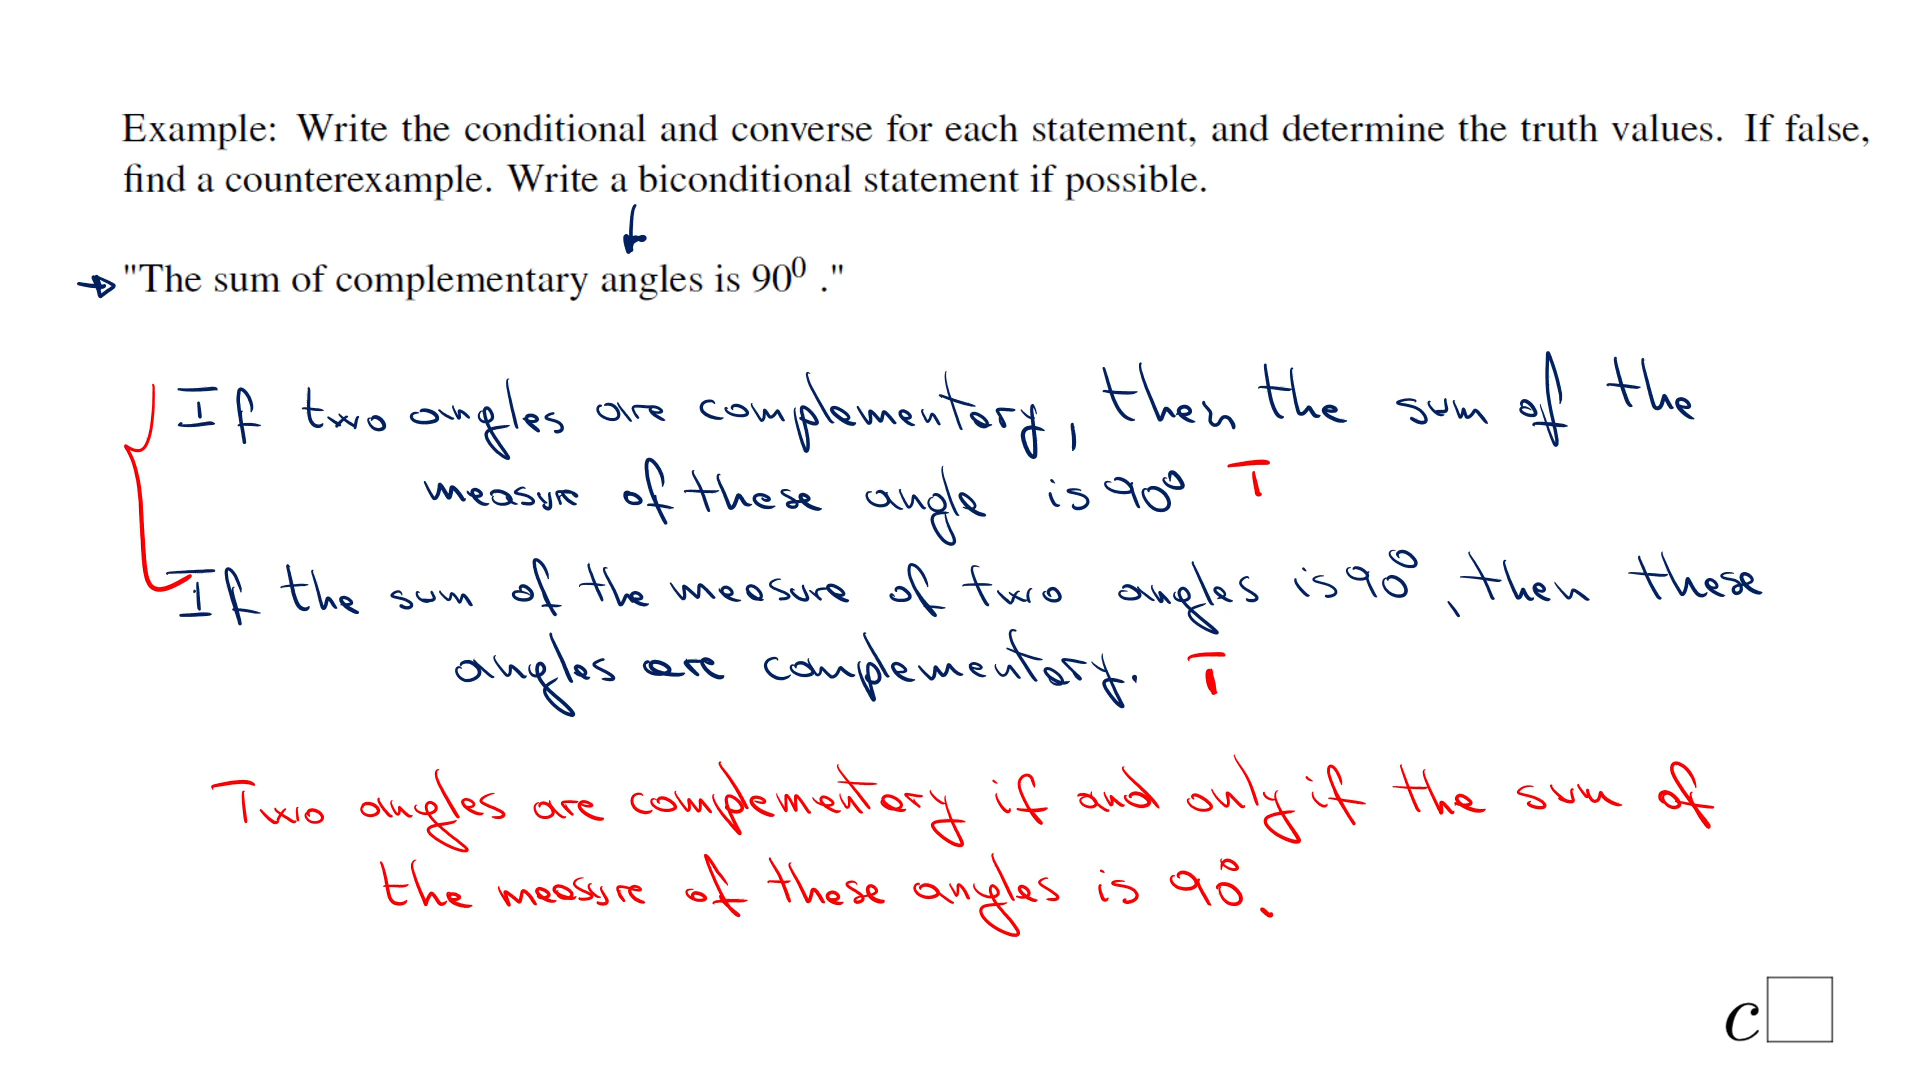 Example: Write the conditional and converse for each statement, and determine the truth values. If false,
find a counterexample. Write a biconditional statement if possible.
"The sum of complementary angles is 90⁰ ."
If two angles are complementary, then the sum of the
measure of these angle is 90⁰ T
If the sum of the measure of two angles is 90⁰, then these
angles are complementary. T
Two angles are complementary if and only if the sum of
the measure of these angles is 90⁰.
C